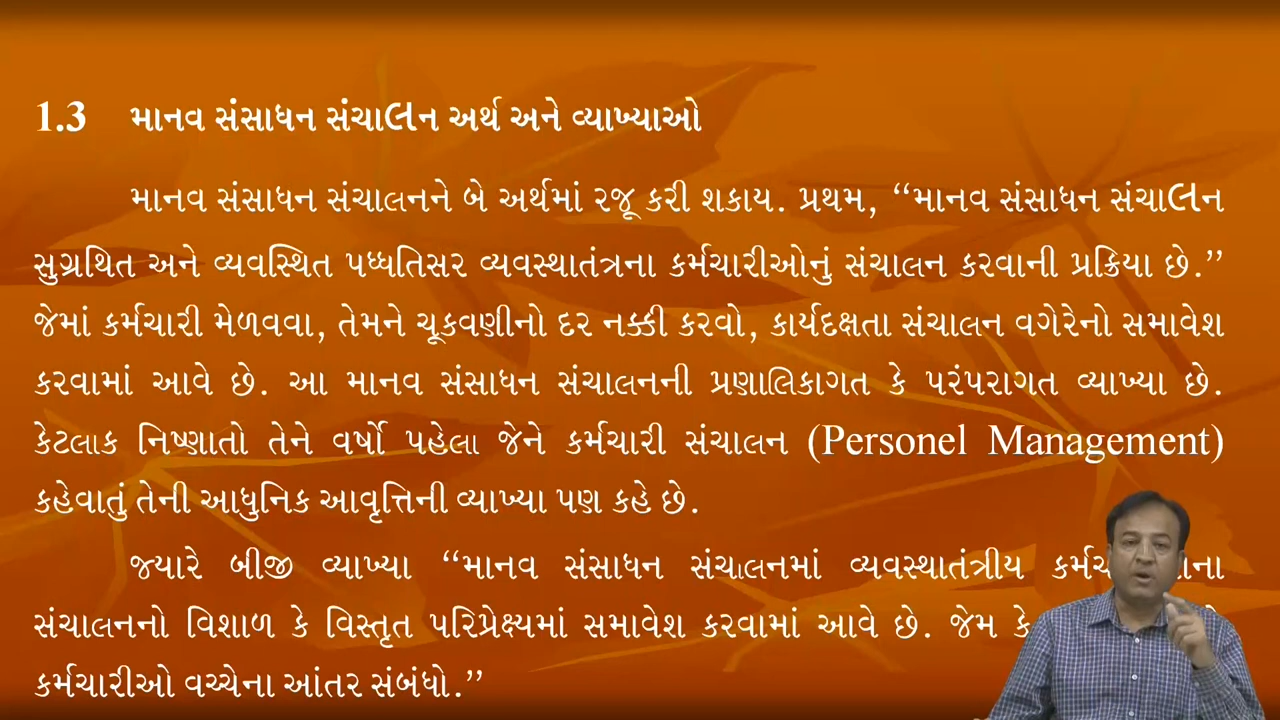 1.3 માનવ સંસાધન સંચાલન અર્થ અને વ્યાખ્યાઓ
માનવ સંસાધન સંચાલનને બે અર્થમાં રજૂ કરી શકાય. પ્રથમ, “માનવ સંસાધન સંચાલન
સુગ્રથિત અને વ્યવસ્થિત પધ્ધતિસર વ્યવસ્થાતંત્રના કર્મચારીઓનું સંચાલન કરવાની પ્રક્રિયા છે.”
જેમાં કર્મચારી મેળવવા, તેમને ચૂકવણીનો દર નક્કી કરવો, કાર્યદક્ષતા સંચાલન વગેરેનો સમાવેશ
કરવામાં આવે છે. આ માનવ સંસાધન સંચાલનની પ્રણાલિકાગત કે પરંપરાગત વ્યાખ્યા છે.
કેટલાક નિષ્ણાતો તેને વર્ષો પહેલા જેને કર્મચારી સંચાલન (Personel Management)
કહેવાતું તેની આધુનિક આવૃત્તિની વ્યાખ્યા પણ કહે છે.
જ્યારે બીજી વ્યાખ્યા “માનવ સંસાધન સંચાલનમાં વ્યવસ્થાતંત્રીય
સંચાલનનો વિશાળ કે વિસ્તૃત પરિપ્રેક્ષ્યમાં સમાવેશ કરવામાં આવે છે. જેમ કે
કર્મચારીઓ વચ્ચેના આંતર સંબંધો.”